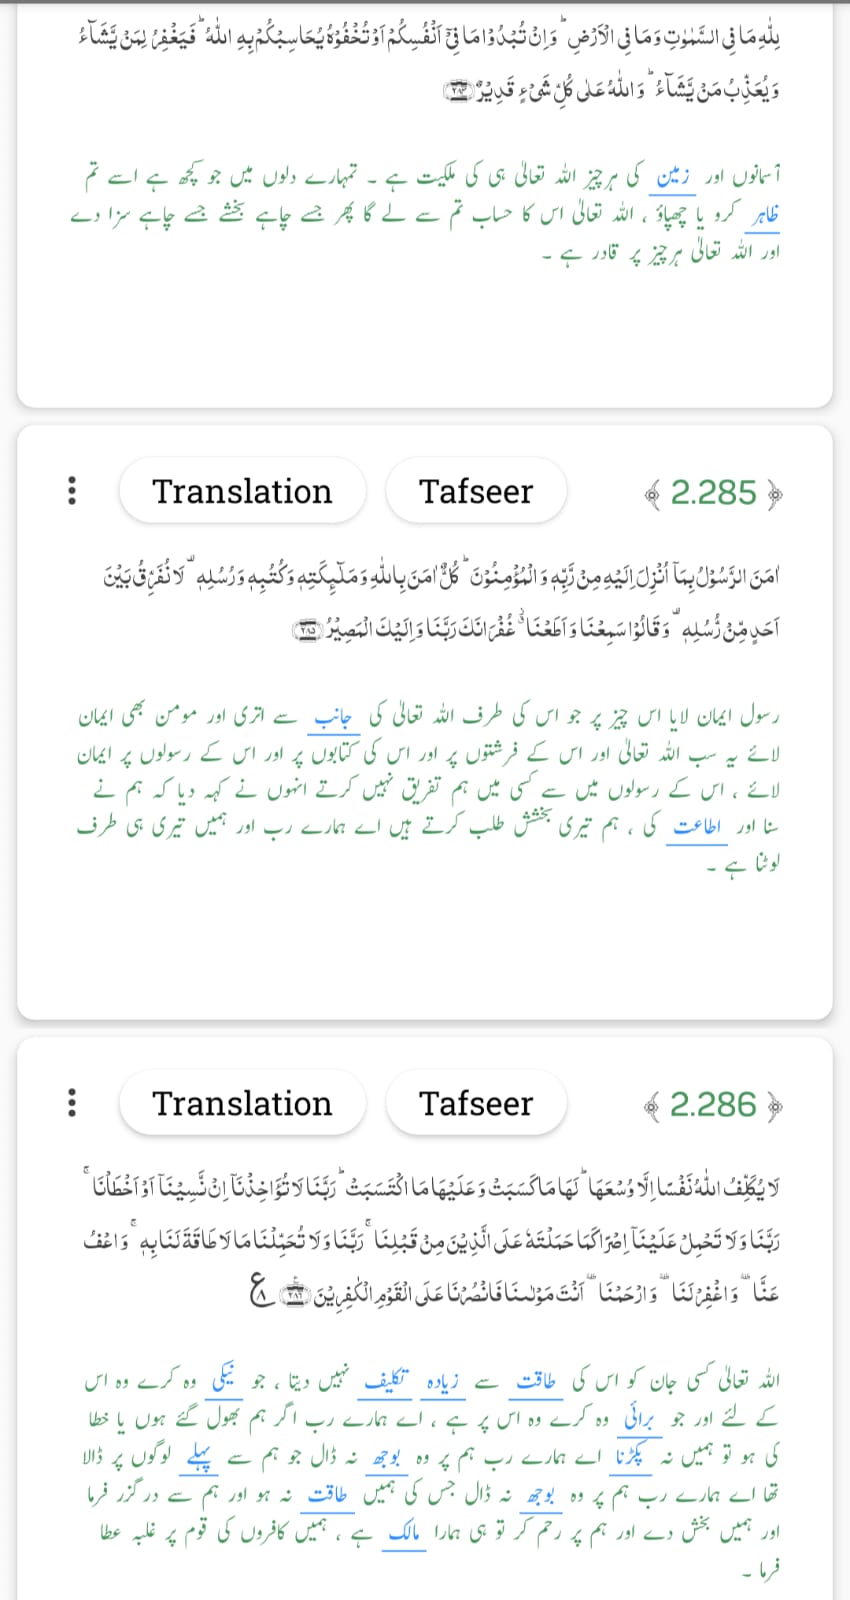 لِلّٰهِ مَا فِى السَّمٰوٰتِ وَمَا فِى الۡاَرۡضِ‌ؕ وَاِنۡ تُبۡدُوۡا مَا فِىۡۤ اَنۡفُسِكُمۡ اَوۡ تُخۡفُوۡهُ يُحَاسِبۡكُمۡ بِهِ اللّٰهُ‌ؕ فَيَغۡفِرُ لِمَنۡ يَّشَآءُ
وَيُعَذِّبُ مَنۡ يَّشَآءُ‌ ؕ وَاللّٰهُ عَلٰى كُلِّ شَىۡءٍ قَدِيۡرٌ‏ ﴿۲۸۴﴾
آسمانوں اور زمین کی ہرچیز اللہ تعالٰی ہی کی ملکیت ہے ۔ تمہارے دلوں میں جو کچھ ہے اسے تم
ظاہر کرو یا چھپاؤ ، اللہ تعالٰی اس کا حساب تم سے لے گا پھر جسے چاہے بخشے جسے چاہے سزا دے
اور اللہ تعالٰی ہرچیز پر قادر ہے ۔
Translation Tafseer ﴾ 2.285 ﴿
اٰمَنَ الرَّسُوۡلُ بِمَاۤ اُنۡزِلَ اِلَيۡهِ مِنۡ رَّبِّهٖ وَ الۡمُؤۡمِنُوۡنَ‌ؕ كُلٌّ اٰمَنَ بِاللّٰهِ وَمَلٰٓٮِٕكَتِهٖ وَكُتُبِهٖ وَرُسُلِهٖ ۙ لَا نُفَرِّقُ بَيۡنَ
اَحَدٍ مِّنۡ رُّسُلِهٖ‌ ۙ وَقَالُوۡا سَمِعۡنَا وَاَطَعۡنَا‌ ۙ غُفۡرَانَكَ رَبَّنَا وَاِلَيۡكَ الۡمَصِيۡرُ‏ ﴿۲۸۵﴾
رسول ایمان لایا اس چیز پر جو اس کی طرف اللہ تعالٰی کی جانب سے اتری اور مومن بھی ایمان
لائے یہ سب اللہ تعالٰی اور اس کے فرشتوں پر اور اس کی کتابوں پر اور اس کے رسولوں پر ایمان
لائے ، اس کے رسولوں میں سے کسی میں ہم تفریق نہیں کرتے انہوں نے کہہ دیا کہ ہم نے
سنا اور اطاعت کی ، ہم تیری بخشش طلب کرتے ہیں اے ہمارے رب اور ہمیں تیری ہی طرف
لوٹنا ہے ۔
Translation Tafseer ﴾ 2.286 ﴿
لَا يُكَلِّفُ اللّٰهُ نَفۡسًا اِلَّا وُسۡعَهَا ‌ؕ لَهَا مَا كَسَبَتۡ وَعَلَيۡهَا مَا اكۡتَسَبَتۡ‌ؕ رَبَّنَا لَا تُؤَاخِذۡنَاۤ اِنۡ نَّسِيۡنَاۤ اَوۡ اَخۡطَاۡنَا ‌ۚ
رَبَّنَا وَلَا تَحۡمِلۡ عَلَيۡنَاۤ اِصۡرًا كَمَا حَمَلۡتَهٗ عَلَى الَّذِيۡنَ مِنۡ قَبۡلِنَا ‌‌ۚ رَبَّنَا وَلَا تُحَمِّلۡنَا مَا لَا طَاقَةَ لَنَا بِهٖ‌ ۚ وَاعۡفُ
عَنَّا وَاغۡفِرۡ لَنَا وَارۡحَمۡنَا اَنۡتَ مَوۡلٰٮنَا فَانۡصُرۡنَا عَلَى الۡقَوۡمِ الۡكٰفِرِيۡنَ ﴿۲۸۶﴾ ع ۸
اللہ تعالٰی کسی جان کو اس کی طاقت سے زیادہ تکلیف نہیں دیتا ، جو نیکی وہ کرے وہ اس
کے لئے اور جو برائی وہ کرے وہ اس پر ہے ، اے ہمارے رب اگر ہم بھول گئے ہوں یا خطا
کی ہو تو ہمیں نہ پکڑنا اے ہمارے رب ہم پر وہ بوجھ نہ ڈال جو ہم سے پہلے لوگوں پر ڈالا
تھا اے ہمارے رب ہم پر وہ بوجھ نہ ڈال جس کی ہمیں طاقت نہ ہو اور ہم سے درگزر فرما
اور ہمیں بخش دے اور ہم پر رحم کر تو ہی ہمارا مالک ہے ، ہمیں کافروں کی قوم پر غلبہ عطا
فرما ۔